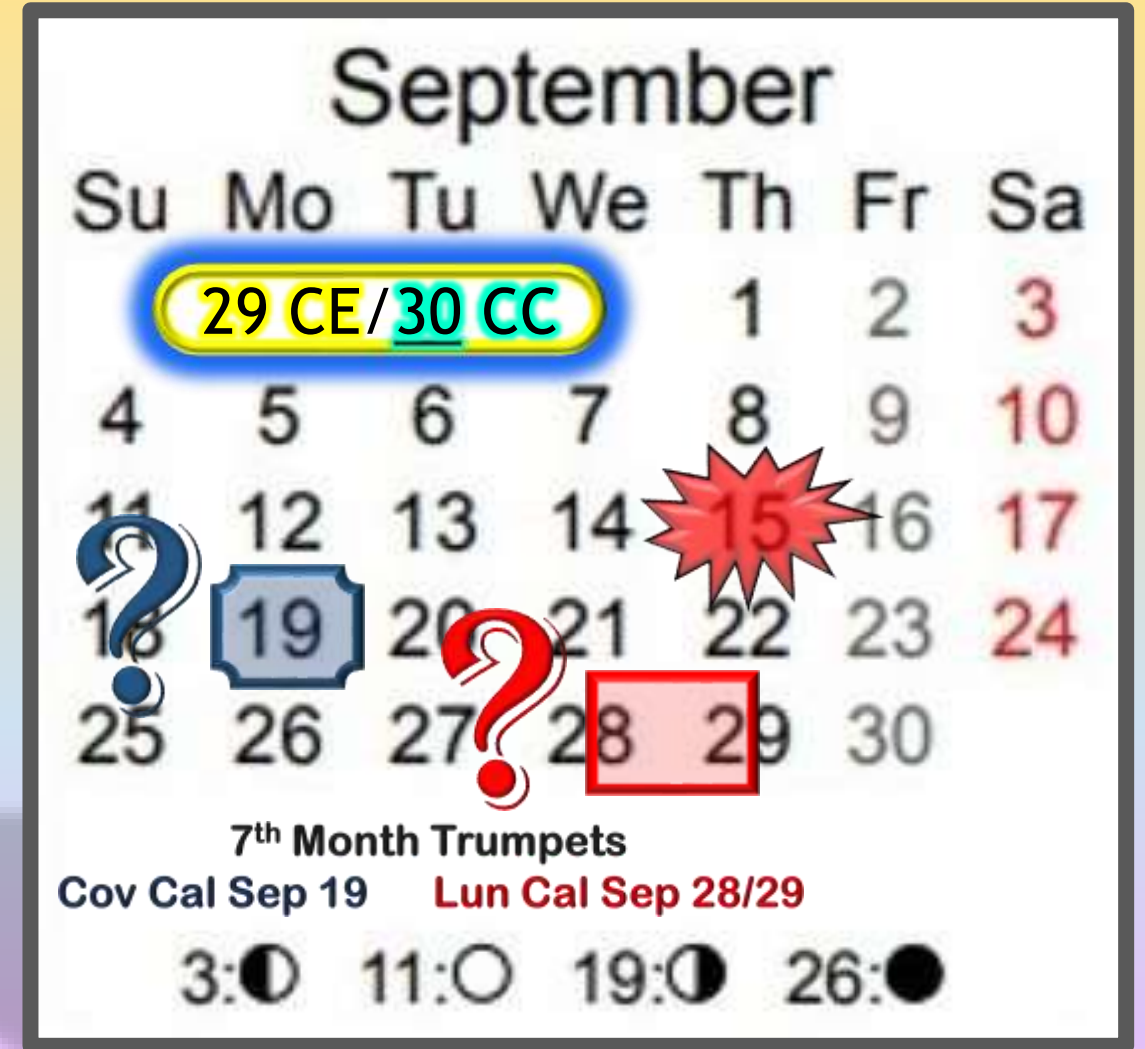 September
Su Mo Tu We Th Fr Sa
29 CE/30 CC 1 2 3
4 5 6 7 8 9 10
11 12 13 14 15 16 17
18 19 20 21 22 23 24
25 26 27 28 29 30
7th Month Trumpets
Cov Cal Sep 19 Lun Cal Sep 28/29
3: 11: 19: 26: